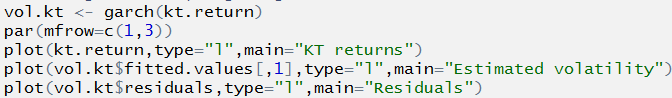 vol.kt <- garch(kt.return)
par(mfrow=c(1,3))
plot(kt.return,type="l",main="KT returns")
plot(vol.kt$fitted.values[,1],type="l",main="Estimated volatility")
plot(vol.kt$residuals,type="l",main="Residuals")